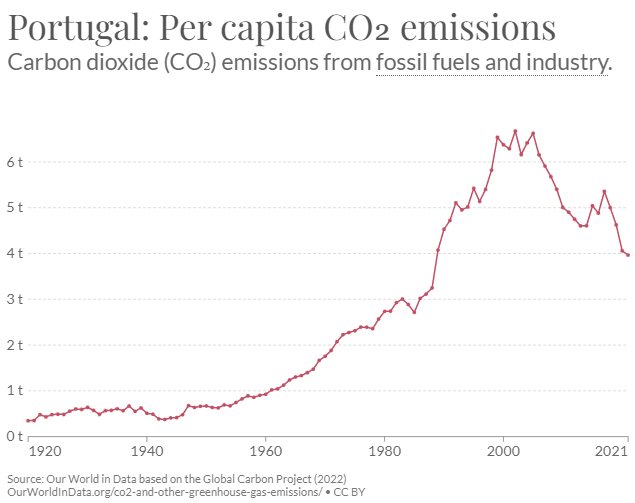 Portugal: Per capita CO2 emissions
Carbon dioxide (CO₂) emissions from fossil fuels and industry.
6 t
5 t
4 t
3 t
2 t
1 t
0 t
1920 1940 1960 1980 2000 2021
Source: Our World in Data based on the Global Carbon Project (2022)
OurWorldInData.org/co2-and-other-greenhouse-gas-emissions/ • CC BY